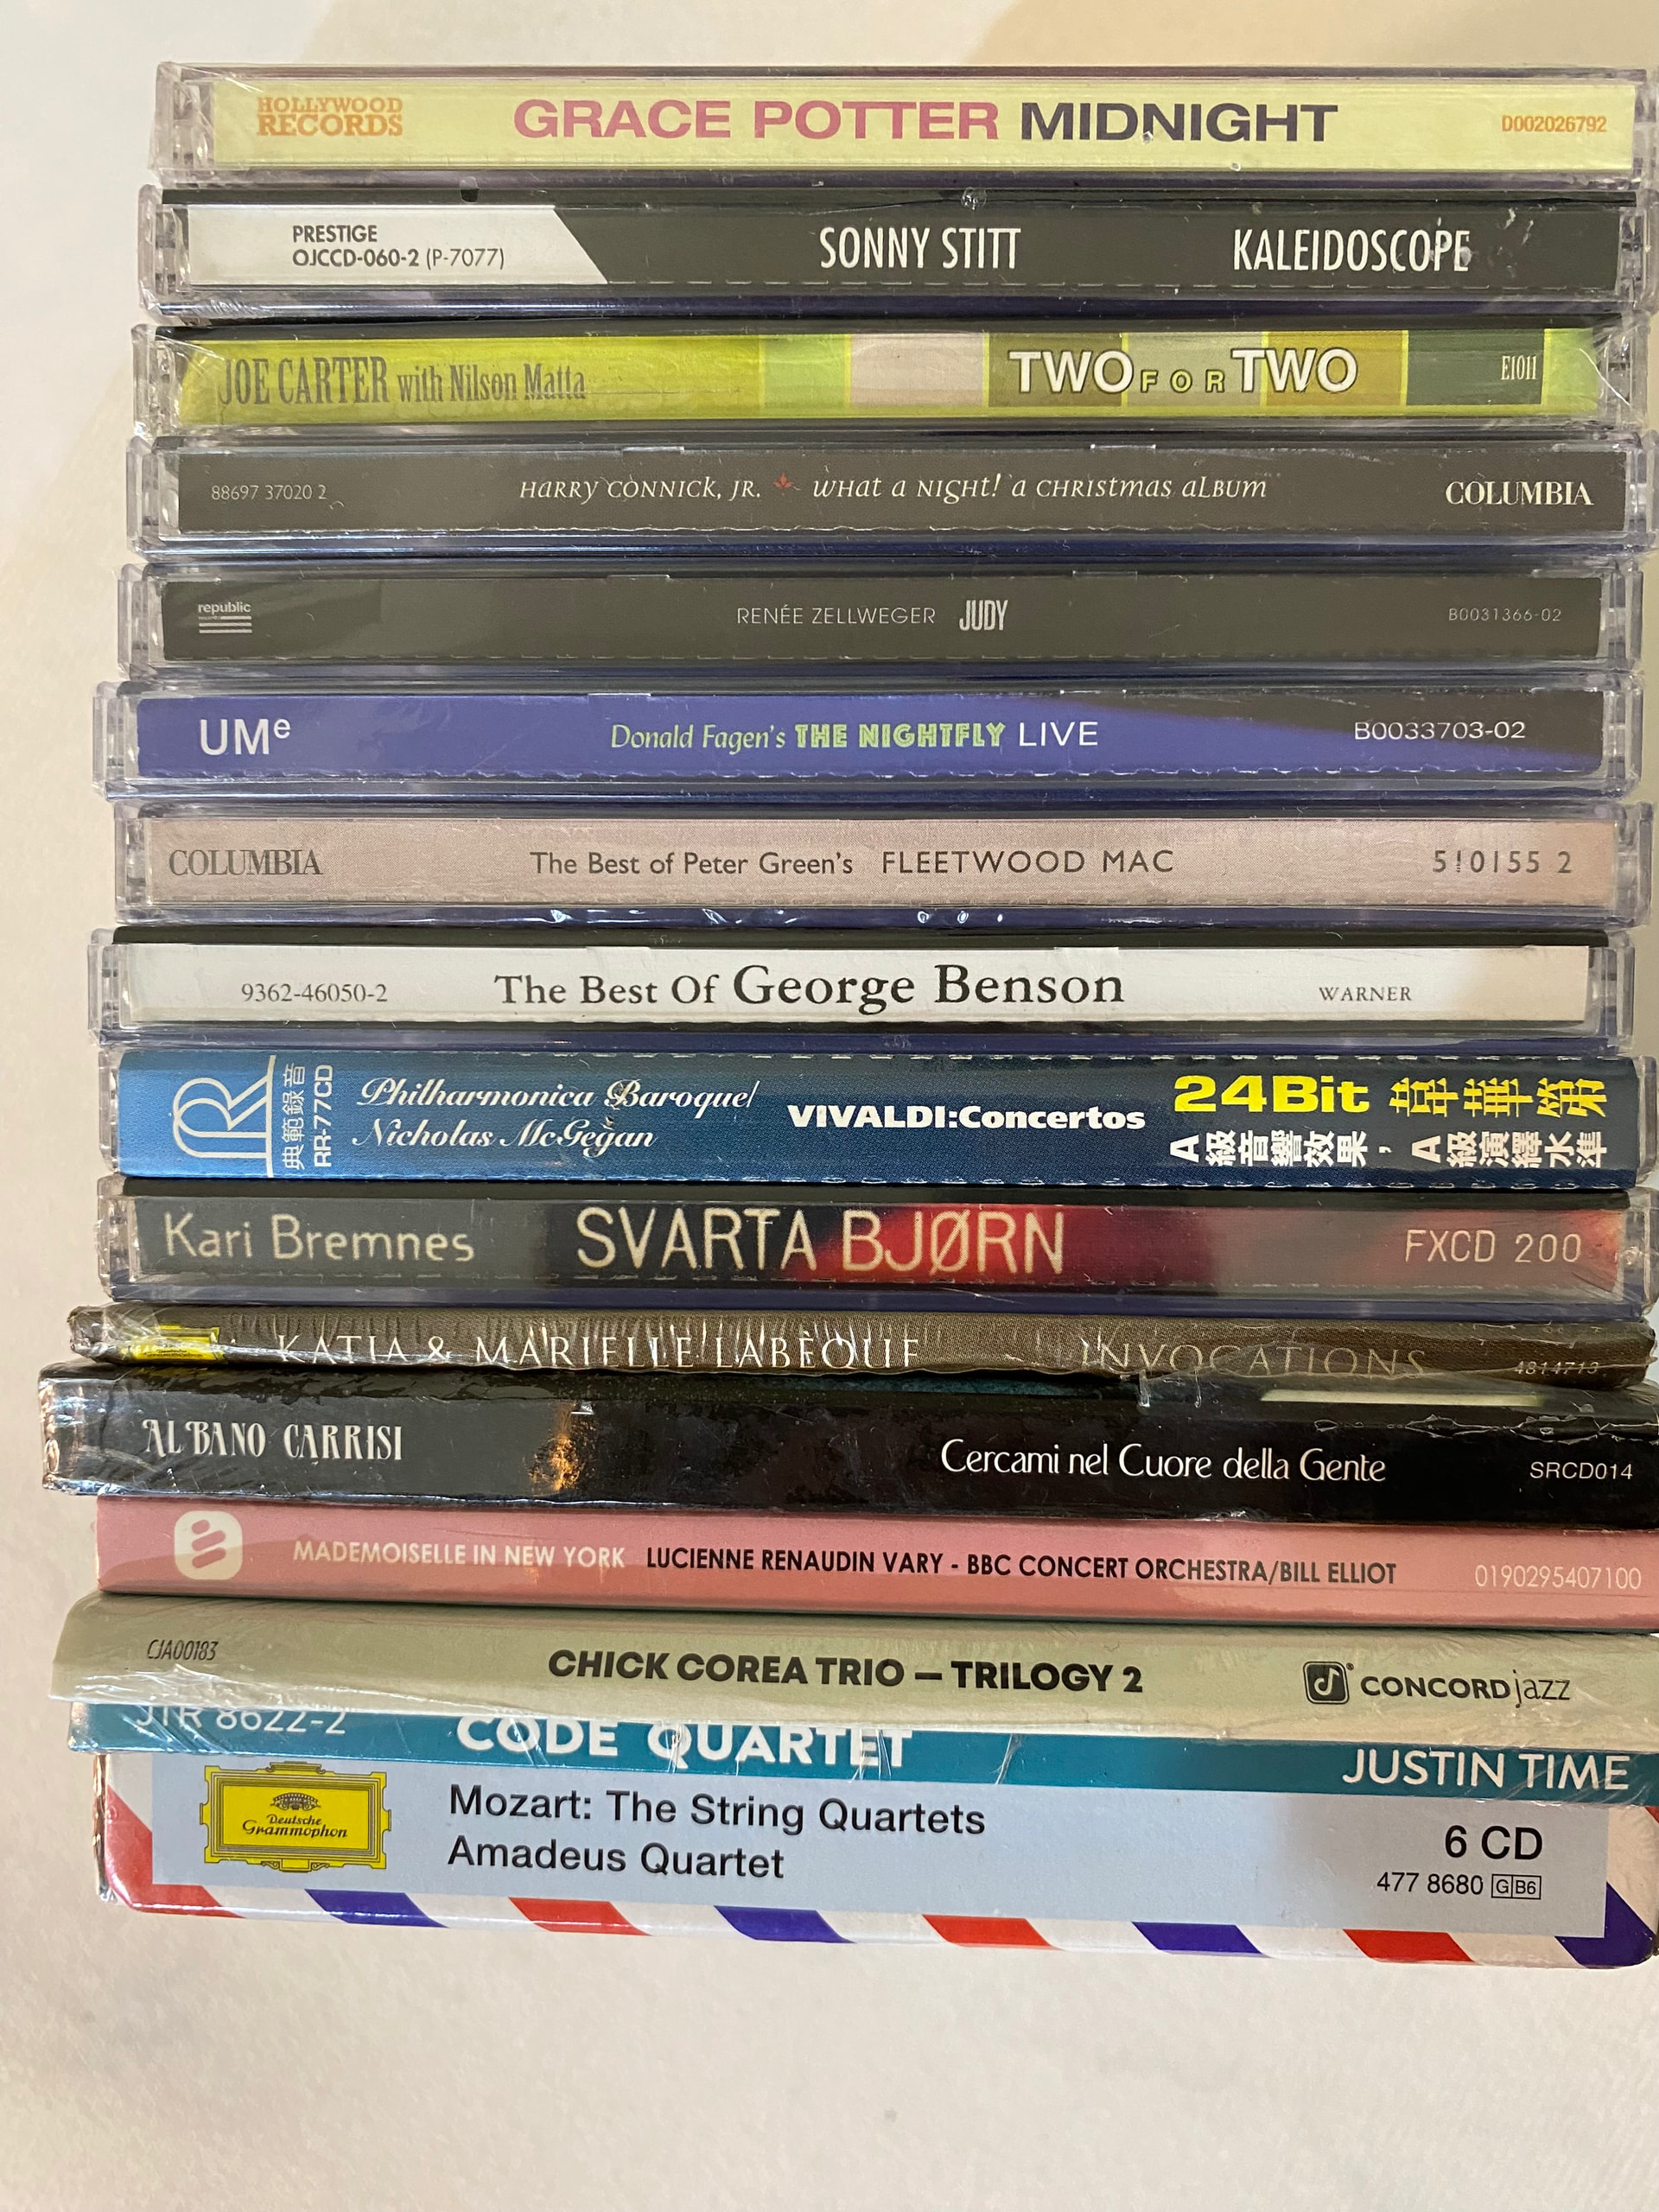 HOLLYWOOD
RECORDS
GRACE POTTER MIDNIGHT
D002026792
PRESTIGE
OJCCD-060-2 (P-7077)
SONNY STITT
KALEIDOSCOPE
JOE CARTER with Nilson Matta
TWO FOR TWO
E1011
88697 37020 2
HARRY CONNICK, JR. WHAT A NIGHT! A CHRISTMAS ALBUM
COLUMBIA
republic
RENÉE ZELLWEGER JUDY
B0031366-02
UMe
Donald Fagen's THE NIGHTFLY LIVE
B0033703-02
COLUMBIA
The Best of Peter Green's FLEETWOOD MAC
510155 2
9362-46050-2
The Best Of George Benson
WARNER
RR
典範錄音
RR-77CD
Philharmonica Baroque/
Nicholas McGegan
VIVALDI:Concertos
24Bit
A級音響效果，A級演繹水準
Kari Bremnes
SVARTA BJØRN
FXCD 200
KATIA & MARIELLE LABÈQUE
INVOCATIONS
4814713
AL BANO CARRISI
Cercami nel Cuore della Gente
SRCD014
MADEMOISELLE IN NEW YORK LUCIENNE RENAUDIN VARY - BBC CONCERT ORCHESTRA/BILL ELLIOT
0190295407100
CJA00183
CHICK COREA TRIO — TRILOGY 2
CONCORD jazz
JTR 8622-2
CODE QUARTET
JUSTIN TIME
Deutsche
Grammophon
Mozart: The String Quartets
Amadeus Quartet
6 CD
477 8680 G B6